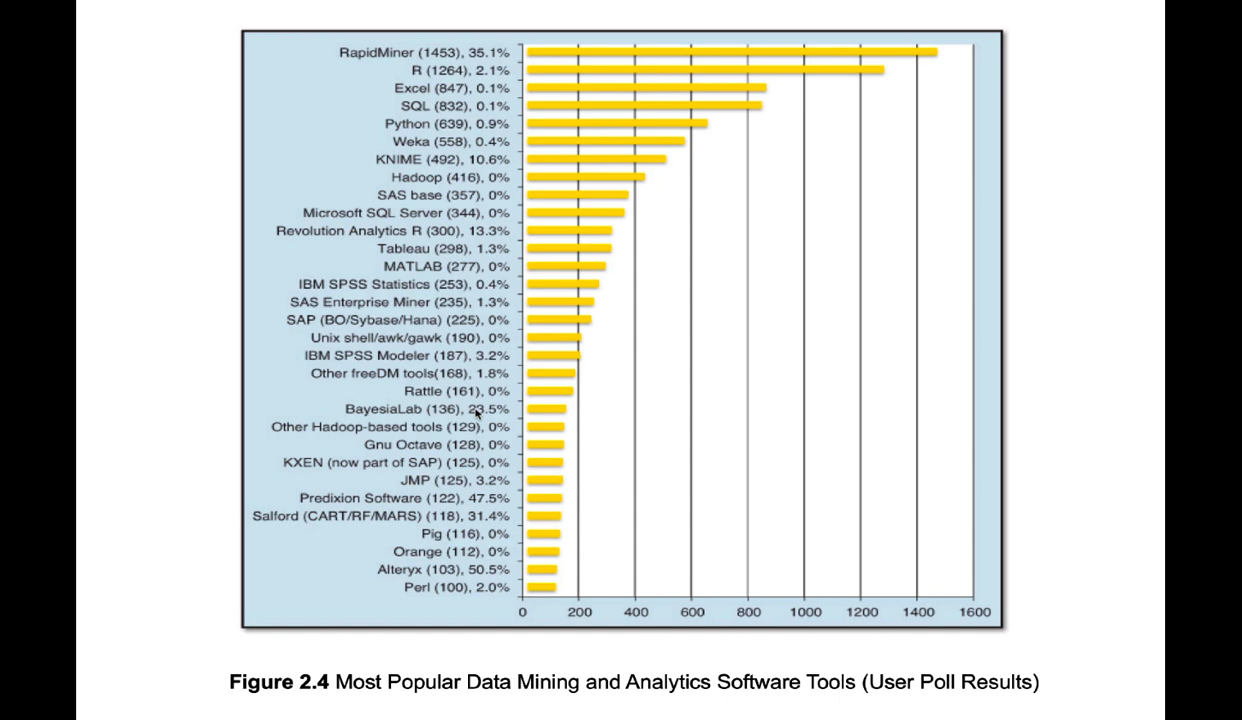 RapidMiner (1453), 35.1%
R (1264), 2.1%
Excel (847), 0.1%
SQL (832), 0.1%
Python (639), 0.9%
Weka (558), 0.4%
KNIME (492), 10.6%
Hadoop (416), 0%
SAS base (357), 0%
Microsoft SQL Server (344), 0%
Revolution Analytics R (300), 13.3%
Tableau (298), 1.3%
MATLAB (277), 0%
IBM SPSS Statistics (253), 0.4%
SAS Enterprise Miner (235), 1.3%
SAP (BO/Sybase/Hana) (225), 0%
Unix shell/awk/gawk (190), 0%
IBM SPSS Modeler (187), 3.2%
Other freeDM tools(168), 1.8%
Rattle (161), 0%
BayesiaLab (136), 23.5%
Other Hadoop-based tools (129), 0%
Gnu Octave (128), 0%
KXEN (now part of SAP) (125), 0%
JMP (125), 3.2%
Predixion Software (122), 47.5%
Salford (CART/RF/MARS) (118), 31.4%
Pig (116), 0%
Orange (112), 0%
Alteryx (103), 50.5%
Perl (100), 2.0%
0 200 400 600 800 1000 1200 1400 1600
Figure 2.4 Most Popular Data Mining and Analytics Software Tools (User Poll Results)